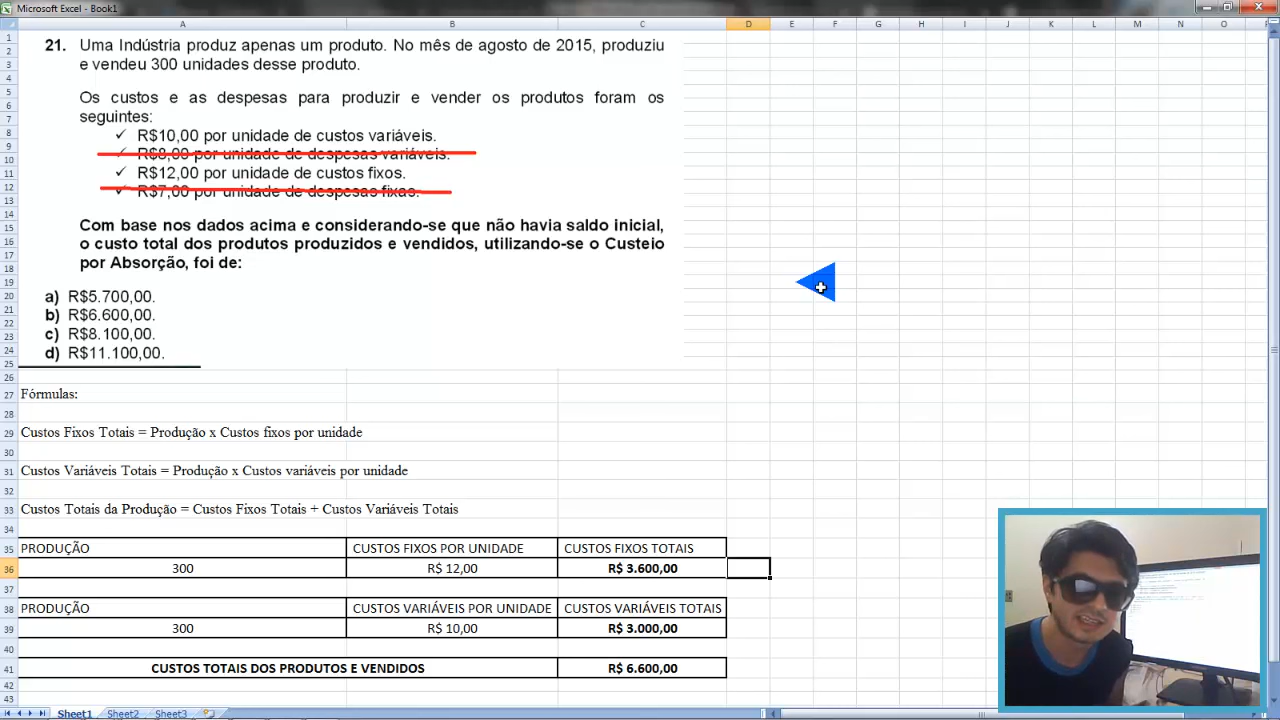 Microsoft Excel - Book1
A B C D E F G H I J K L M N O P
21. Uma Indústria produz apenas um produto. No mês de agosto de 2015, produziu
e vendeu 300 unidades desse produto.
Os custos e as despesas para produzir e vender os produtos foram os
seguintes:
✓ R$10,00 por unidade de custos variáveis.
✓ R$8,00 por unidade de despesas variáveis.
✓ R$12,00 por unidade de custos fixos.
✓ R$7,00 por unidade de despesas fixas.
Com base nos dados acima e considerando-se que não havia saldo inicial,
o custo total dos produtos produzidos e vendidos, utilizando-se o Custeio
por Absorção, foi de:
a) R$5.700,00.
b) R$6.600,00.
c) R$8.100,00.
d) R$11.100,00.
Fórmulas:
Custos Fixos Totais = Produção x Custos fixos por unidade
Custos Variáveis Totais = Produção x Custos variáveis por unidade
Custos Totais da Produção = Custos Fixos Totais + Custos Variáveis Totais
PRODUÇÃO CUSTOS FIXOS POR UNIDADE CUSTOS FIXOS TOTAIS
300 R$ 12,00 R$ 3.600,00
PRODUÇÃO CUSTOS VARIÁVEIS POR UNIDADE CUSTOS VARIÁVEIS TOTAIS
300 R$ 10,00 R$ 3.000,00
CUSTOS TOTAIS DOS PRODUTOS E VENDIDOS R$ 6.600,00
Sheet1 Sheet2 Sheet3